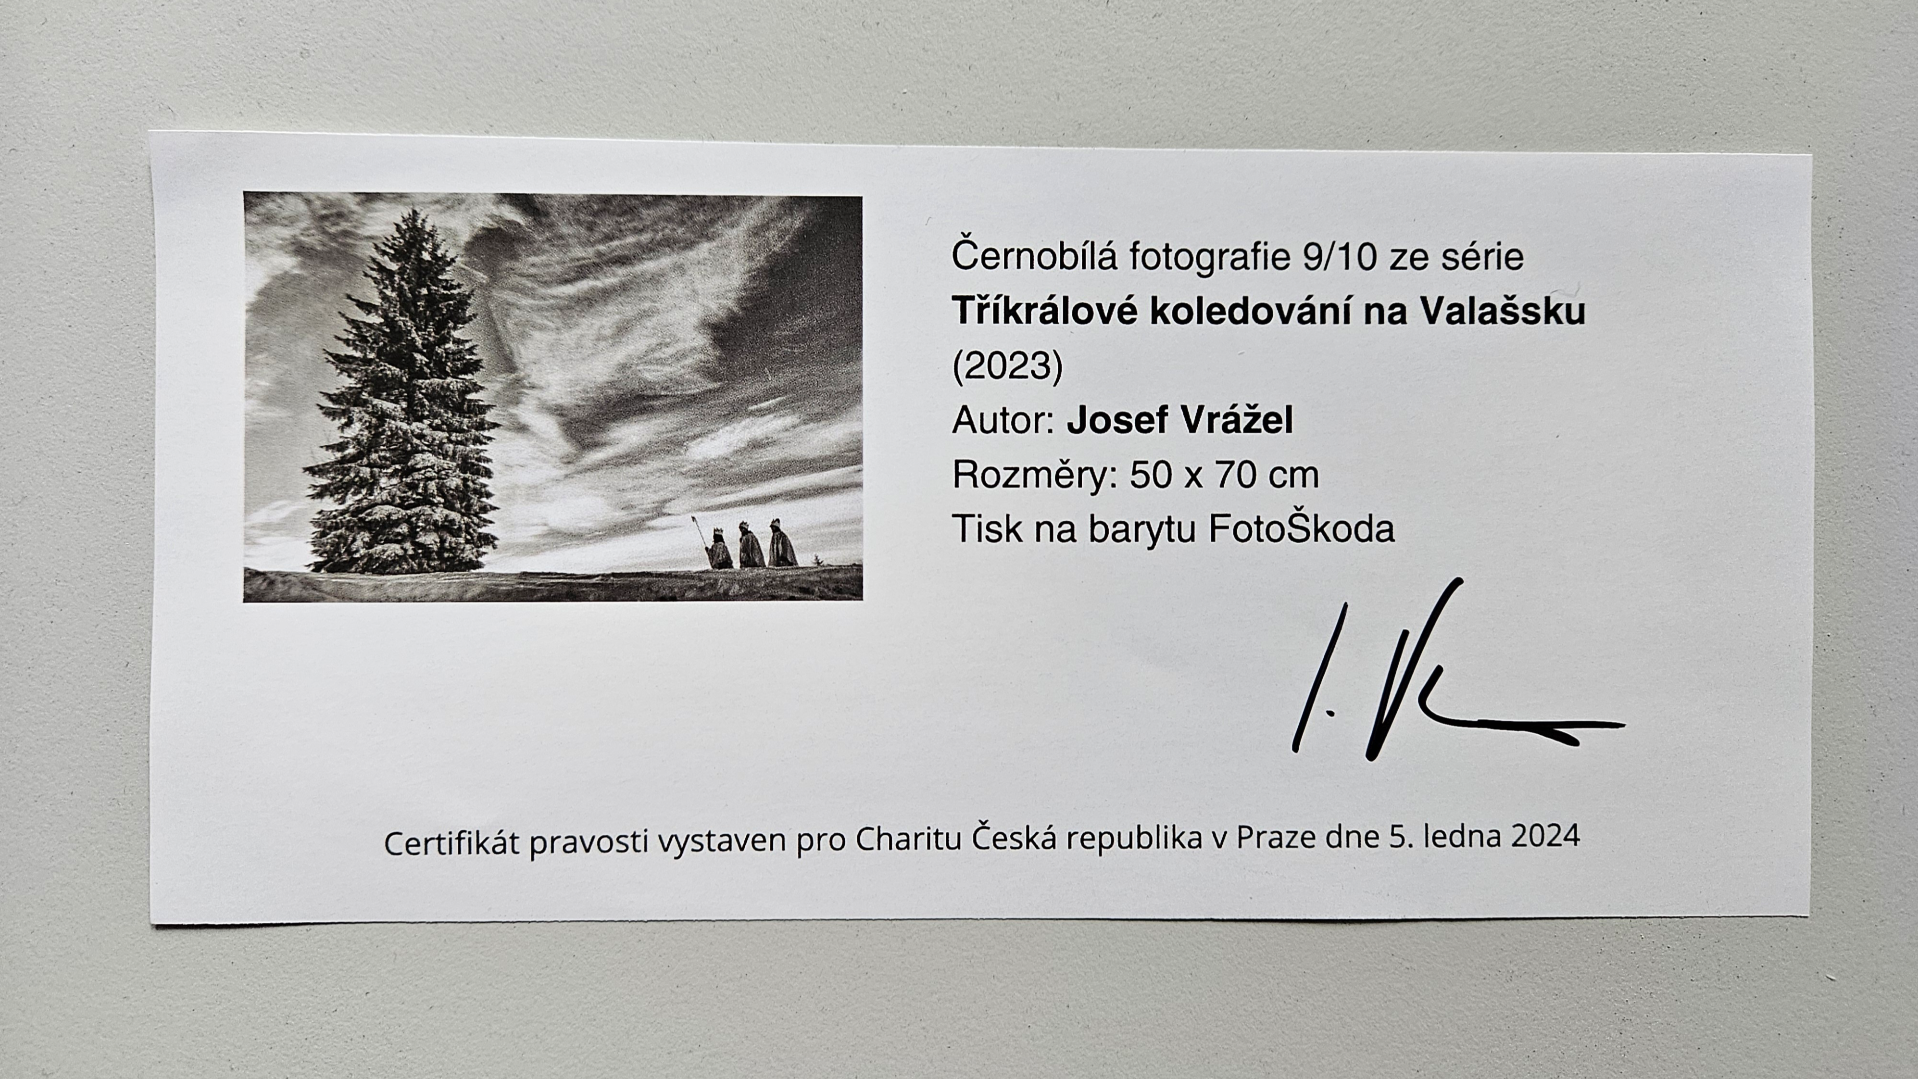 Černobílá fotografie 9/10 ze série
Tříkrálové koledování na Valašsku
(2023)
Autor: Josef Vrážel
Rozměry: 50 x 70 cm
Tisk na barytu FotoŠkoda
Certifikát pravosti vystaven pro Charitu Česká republika v Praze dne 5. ledna 2024